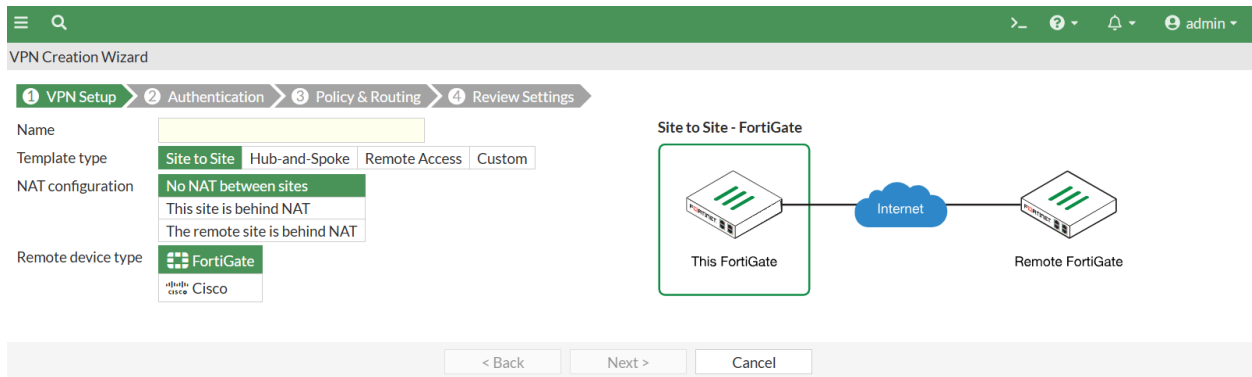 >_ admin
VPN Creation Wizard
1 VPN Setup 2 Authentication 3 Policy & Routing 4 Review Settings
Name
Template type Site to Site Hub-and-Spoke Remote Access Custom
NAT configuration No NAT between sites
This site is behind NAT
The remote site is behind NAT
Remote device type FortiGate
cisco Cisco
Site to Site - FortiGate
FORTINET
Internet
FORTINET
This FortiGate
Remote FortiGate
< Back Next > Cancel